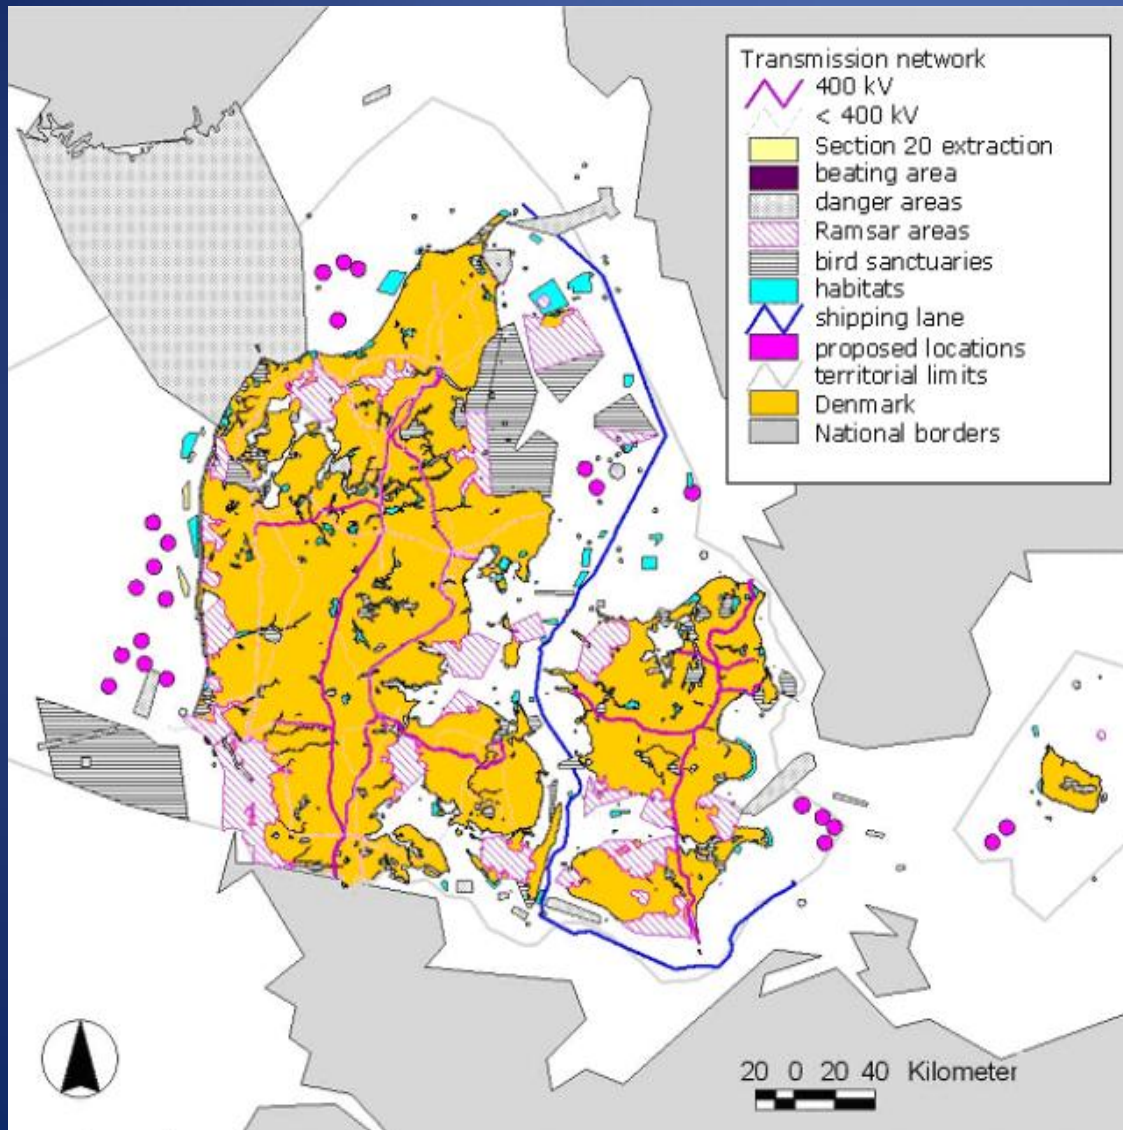 Transmission network
400 kV
< 400 kV
Section 20 extraction
beating area
danger areas
Ramsar areas
bird sanctuaries
habitats
shipping lane
proposed locations
territorial limits
Denmark
National borders
20 0 20 40 Kilometer